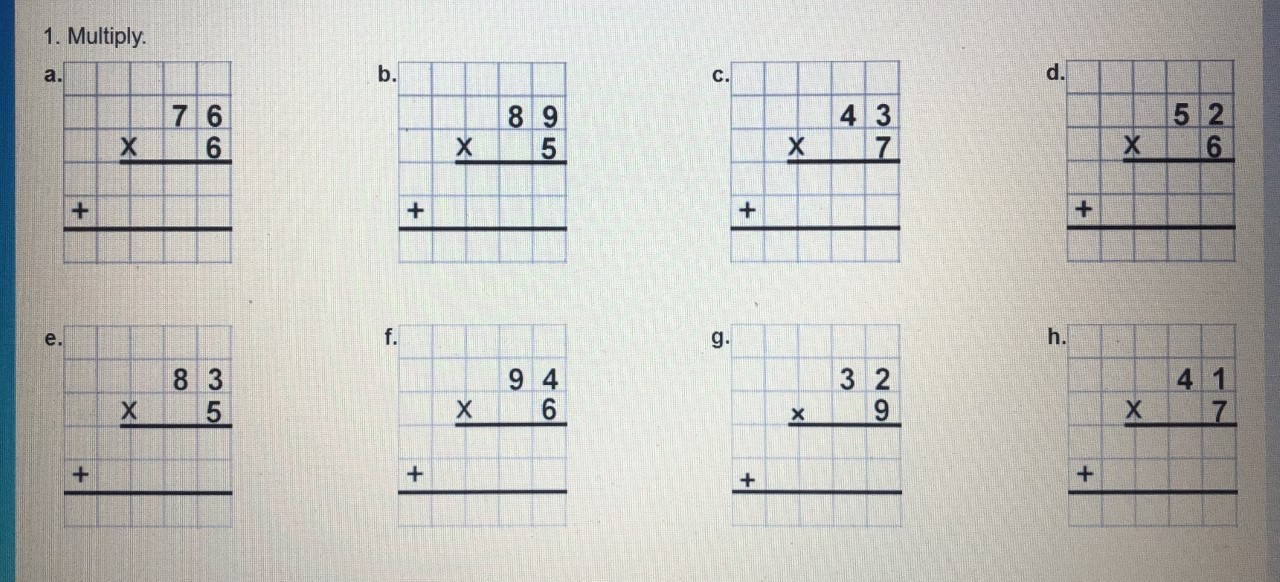 1. Multiply.
a. b. c. d.
7 6 8 9 4 3 5 2
X 6 X 5 X 7 X 6
+ + + +
e. f. g. h.
8 3 9 4 3 2 4 1
X 5 X 6 x 9 X 7
+ + + +